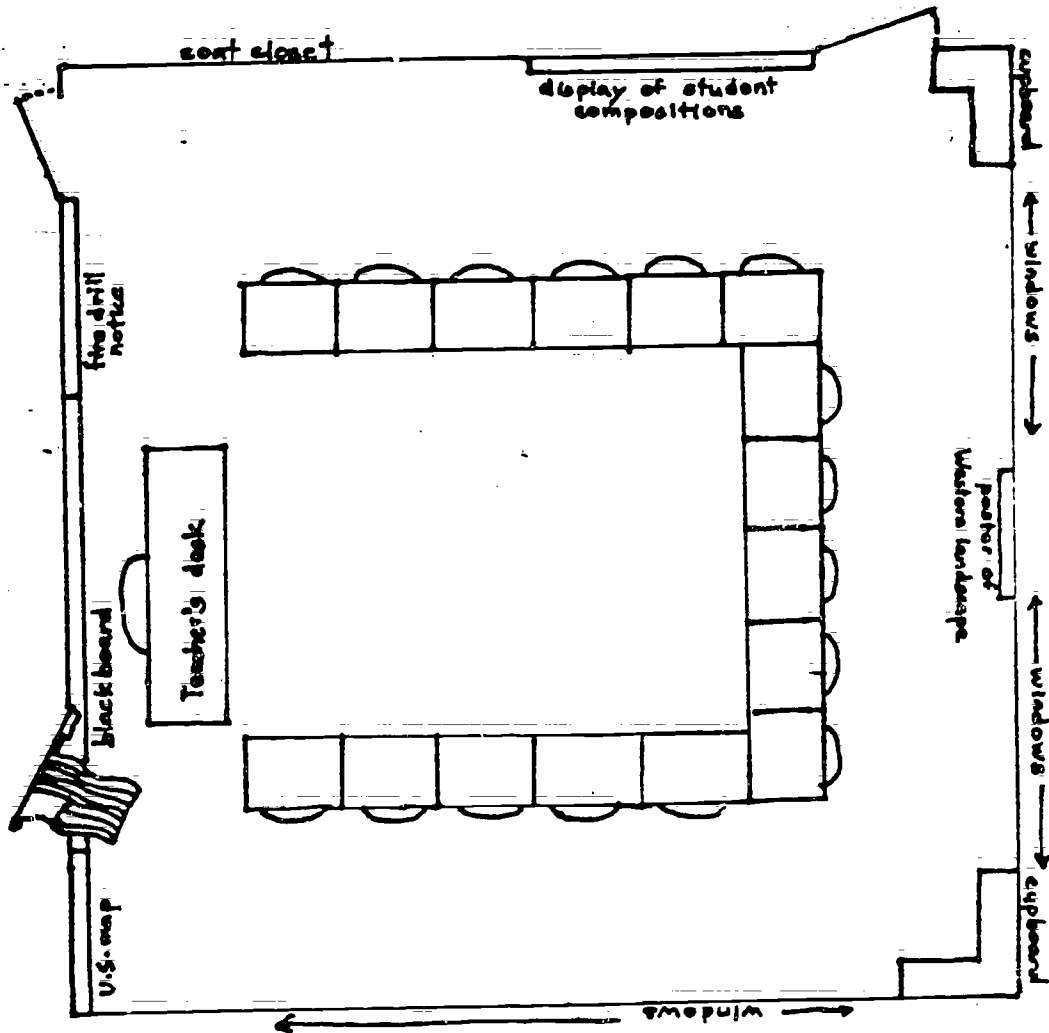 coat closet
display of student
compositions
cupboard
windows
fire drill
notice
poster of
Western landscape
Teacher's desk
blackboard
windows
cupboard
U.S. map
windows